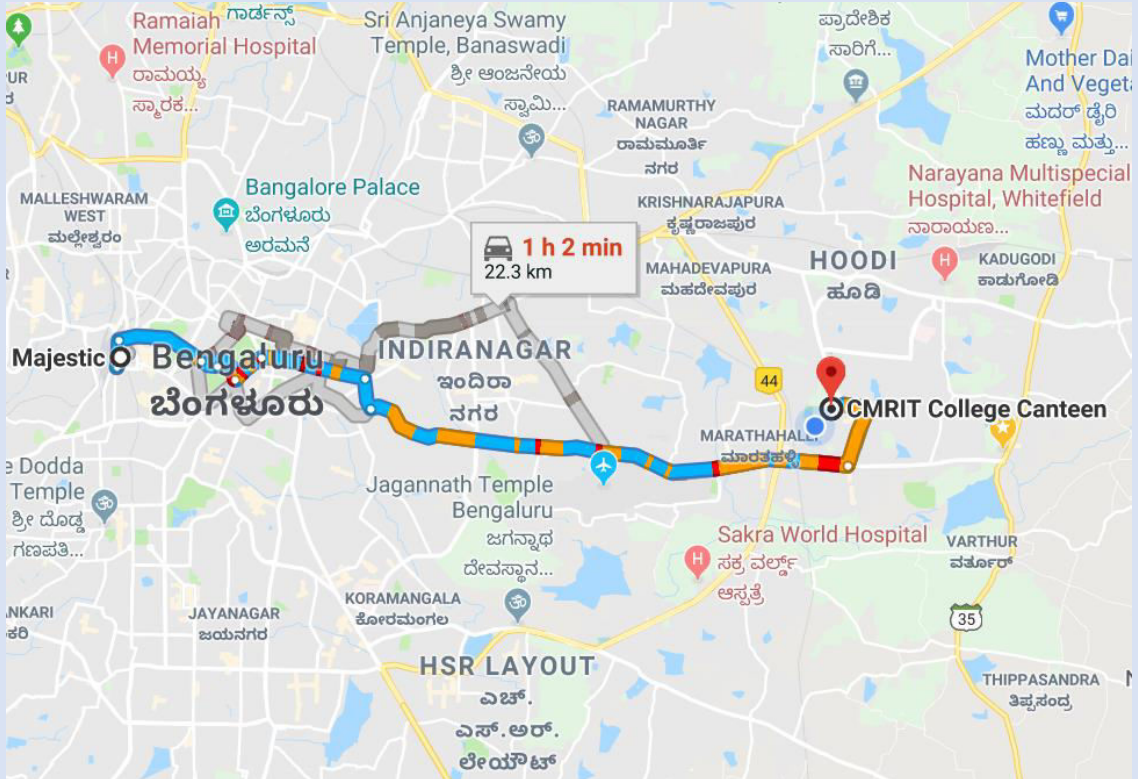 ಗಾರ್ಡನ್ಸ್
Ramaiah
Memorial Hospital
ರಾಮಯ್ಯ
ಸ್ಮಾರಕ...
Sri Anjaneya Swamy
Temple, Banaswadi
ಶ್ರೀ ಆಂಜನೇಯ
ಸ್ವಾಮಿ...
ಪ್ರಾದೇಶಿಕ
ಸಾರಿಗೆ...
Mother Dai
And Vegeta
ಮದರ್ ಡೈರಿ
ಹಣ್ಣು ಮತ್ತು...
PUR
RAMAMURTHY
NAGAR
ರಾಮಮೂರ್ತಿ
ನಗರ
MALLESHWARAM
WEST
ಮಲ್ಲೇಶ್ವರಂ
Bangalore Palace
ಬೆಂಗಳೂರು
ಅರಮನೆ
KRISHNARAJAPURA
ಕೃಷ್ಣರಾಜಪುರ
Narayana Multispecial
Hospital, Whitefield
ನಾರಾಯಣ...
1 h 2 min
22.3 km
MAHADEVAPURA
ಮಹದೇವಪುರ
HOODI
ಹೂಡಿ
KADUGODI
ಕಾಡುಗೋಡಿ
Majestic
Bengaluru
ಬೆಂಗಳೂರು
INDIRANAGAR
ಇಂದಿರಾ
ನಗರ
44
CMRIT College Canteen
MARATHAHALLI
ಮಾರತಹಳ್ಳಿ
e Dodda
Temple
ಶ್ರೀ ದೊಡ್ಡ
ಗಣಪತಿ...
Jagannath Temple
Bengaluru
ಜಗನ್ನಾಥ
ದೇವಸ್ಥಾನ...
Sakra World Hospital
ಸಕ್ರ ವರ್ಲ್ಡ್
ಆಸ್ಪತ್ರೆ
VARTHUR
ವರ್ತೂರ್
ANKARI
ಕರಿ
JAYANAGAR
ಜಯನಗರ
KORAMANGALA
ಕೋರಮಂಗಲ
35
HSR LAYOUT
ಎಚ್.
ಎಸ್.ಆರ್.
ಲೇಯೌಟ್
THIPPASANDRA
ತಿಪ್ಪಸಂದ್ರ